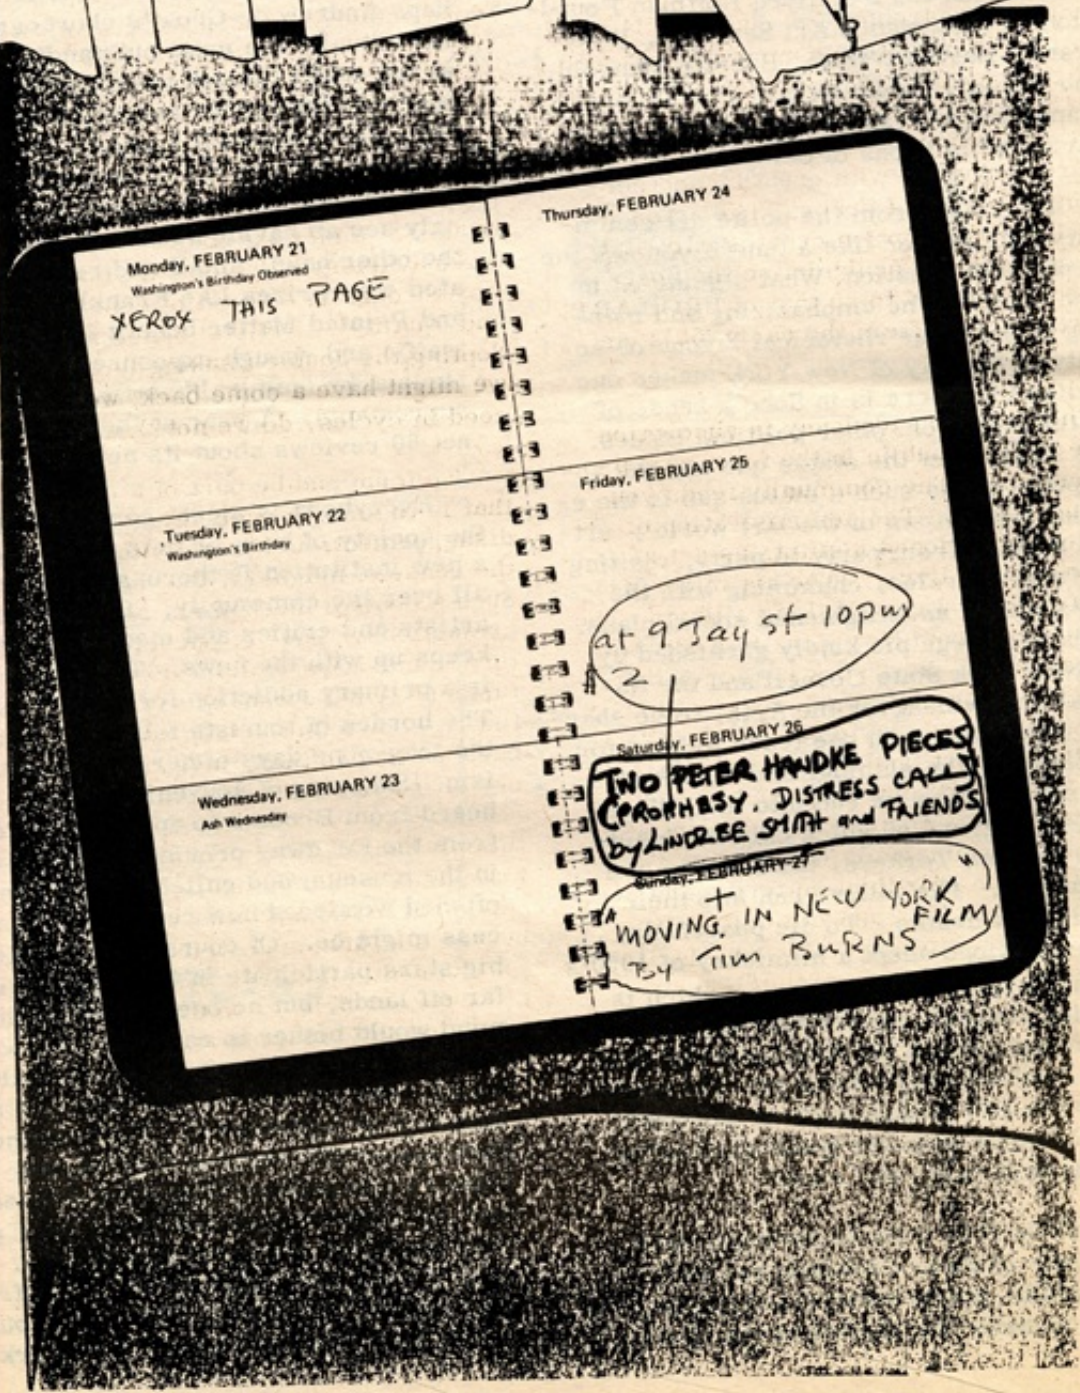 Monday, FEBRUARY 21
Washington's Birthday Observed
XEROX THIS PAGE
Tuesday, FEBRUARY 22
Washington's Birthday
Wednesday, FEBRUARY 23
Ash Wednesday
Thursday, FEBRUARY 24
Friday, FEBRUARY 25
at 9 Jay St 10pm
# 2
Saturday, FEBRUARY 26
TWO PETER HANDKE PIECES
(PROPHESY. DISTRESS CALL)
by LINDZEE SMITH and FRIENDS
Sunday, FEBRUARY 27
+
"MOVING IN NEW YORK"
FILM
BY TIM BURNS